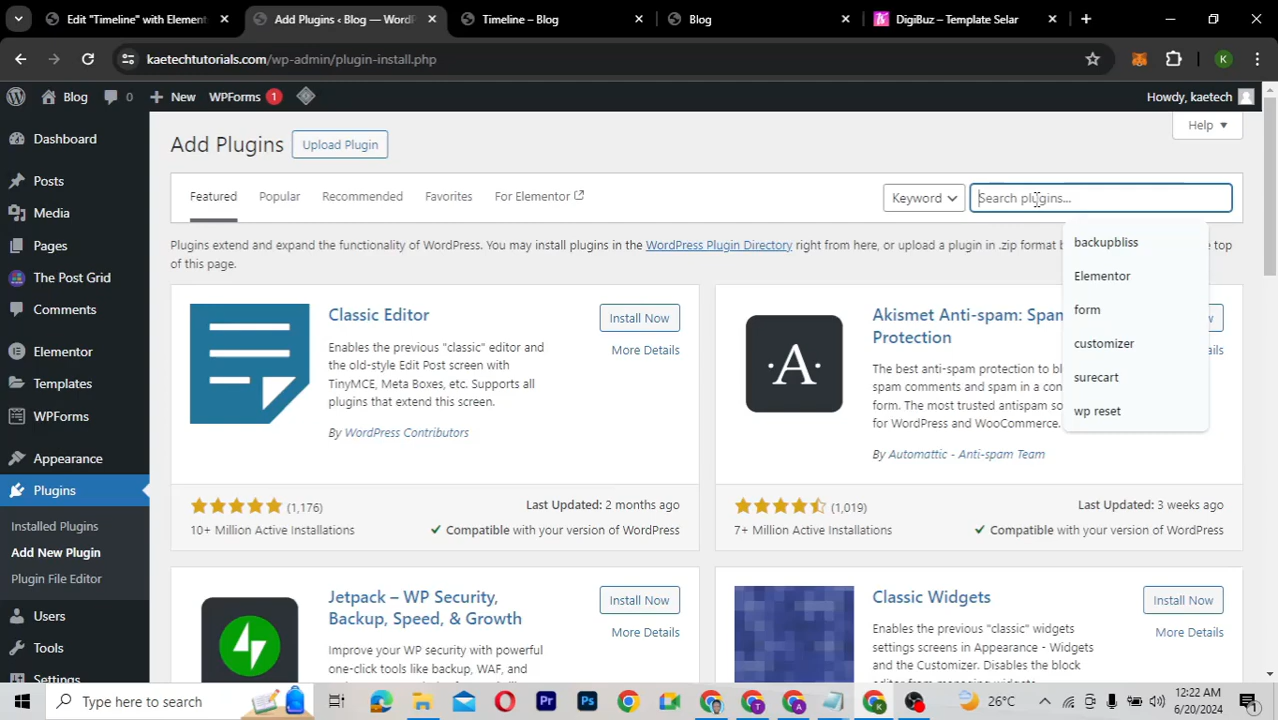 Edit "Timeline" with Element
Add Plugins < Blog — WordP
Timeline – Blog
Blog
DigiBuz – Template Selar
kaetechtutorials.com/wp-admin/plugin-install.php
K
Blog
0
New
WPForms 1
Howdy, kaetech
Help
Dashboard
Posts
Media
Pages
The Post Grid
Comments
Elementor
Templates
WPForms
Appearance
Plugins
Installed Plugins
Add New Plugin
Plugin File Editor
Users
Tools
Settings
Add Plugins
Upload Plugin
Featured
Popular
Recommended
Favorites
For Elementor
Keyword
Search plugins...
backupbliss
Elementor
form
customizer
surecart
wp reset
Plugins extend and expand the functionality of WordPress. You may install plugins in the WordPress Plugin Directory right from here, or upload a plugin in .zip format
e top
of this page.
Classic Editor
Install Now
More Details
Enables the previous "classic" editor and
the old-style Edit Post screen with
TinyMCE, Meta Boxes, etc. Supports all
plugins that extend this screen.
By WordPress Contributors
(1,176)
Last Updated: 2 months ago
10+ Million Active Installations
Compatible with your version of WordPress
A
Akismet Anti-spam: Spam
Protection
The best anti-spam protection to bl
spam comments and spam in a con
form. The most trusted antispam so
for WordPress and WooCommerce.
By Automattic - Anti-spam Team
(1,019)
Last Updated: 3 weeks ago
7+ Million Active Installations
Compatible with your version of WordPress
Jetpack – WP Security,
Backup, Speed, & Growth
Install Now
More Details
Improve your WP security with powerful
one-click tools like backup, WAF, and
Classic Widgets
Install Now
More Details
Enables the previous "classic" widgets
settings screens in Appearance - Widgets
and the Customizer. Disables the block
Type here to search
Pr
Ps
T
A
K
26°C
12:22 AM
6/20/2024
1